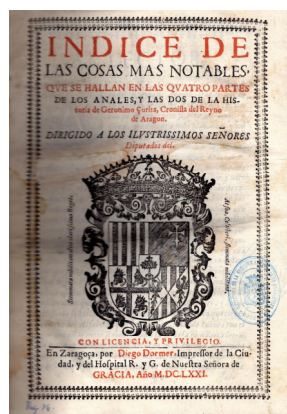 INDICE DE
LAS COSAS MAS NOTABLES,
QVE SE HALLAN EN LAS QVATRO PARTES
DE LOS ANALES, Y LAS DOS DE LA HIS-
toria de Geronimo Çurita, Cronista del Reyno
de Aragon.
DIRIGIDO A LOS ILVSTRISSIMOS SEÑORES
Diputados del.
CON LICENCIA, Y PRIVILEGIO.
En Zaragoça, por Diego Dormer, Impressor de la Ciu-
dad, y del Hospital R. y G. de Nuestra Señora de
GRACIA, Año M.DC.LXXI.